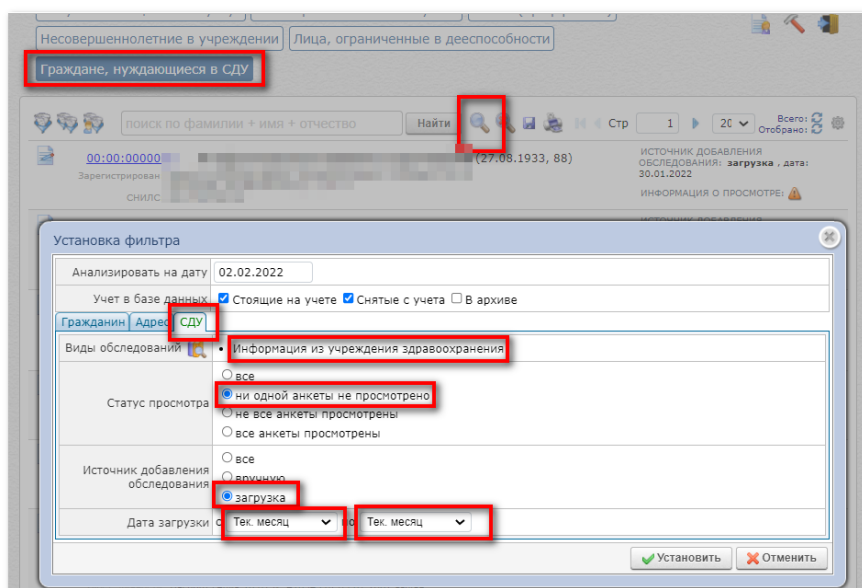 Несовершеннолетние в учреждении Лица, ограниченные в дееспособности
Граждане, нуждающиеся в СДУ
поиск по фамилии + имя + отчество Найти Стр 1 20 Всего:
Отобрано:
00:00:00000 (27.08.1933, 88)
Зарегистрирован
СНИЛС
ИСТОЧНИК ДОБАВЛЕНИЯ
ОБСЛЕДОВАНИЯ: загрузка , дата:
30.01.2022
ИНФОРМАЦИЯ О ПРОСМОТРЕ:
ИСТОЧНИК ДОБАВЛЕНИЯ
Установка фильтра
Анализировать на дату 02.02.2022
Учет в базе данных Стоящие на учете Снятые с учета В архиве
Гражданин Адрес СДУ
Виды обследований • Информация из учреждения здравоохранения
Статус просмотра
все
ни одной анкеты не просмотрено
не все анкеты просмотрены
все анкеты просмотрены
Источник добавления
обследования
все
вручную
загрузка
Дата загрузки с Тек. месяц по Тек. месяц
Установить Отменить